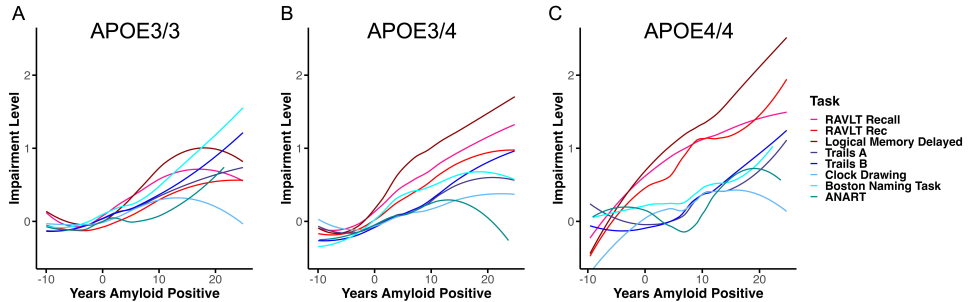 A
APOE3/3
B
APOE3/4
C
APOE4/4
Impairment Level
2
1
0
-10
0
10
20
Years Amyloid Positive
Impairment Level
2
1
0
-10
0
10
20
Years Amyloid Positive
Impairment Level
2
1
0
-10
0
10
20
Years Amyloid Positive
Task
RAVLT Recall
RAVLT Rec
Logical Memory Delayed
Trails A
Trails B
Clock Drawing
Boston Naming Task
ANART